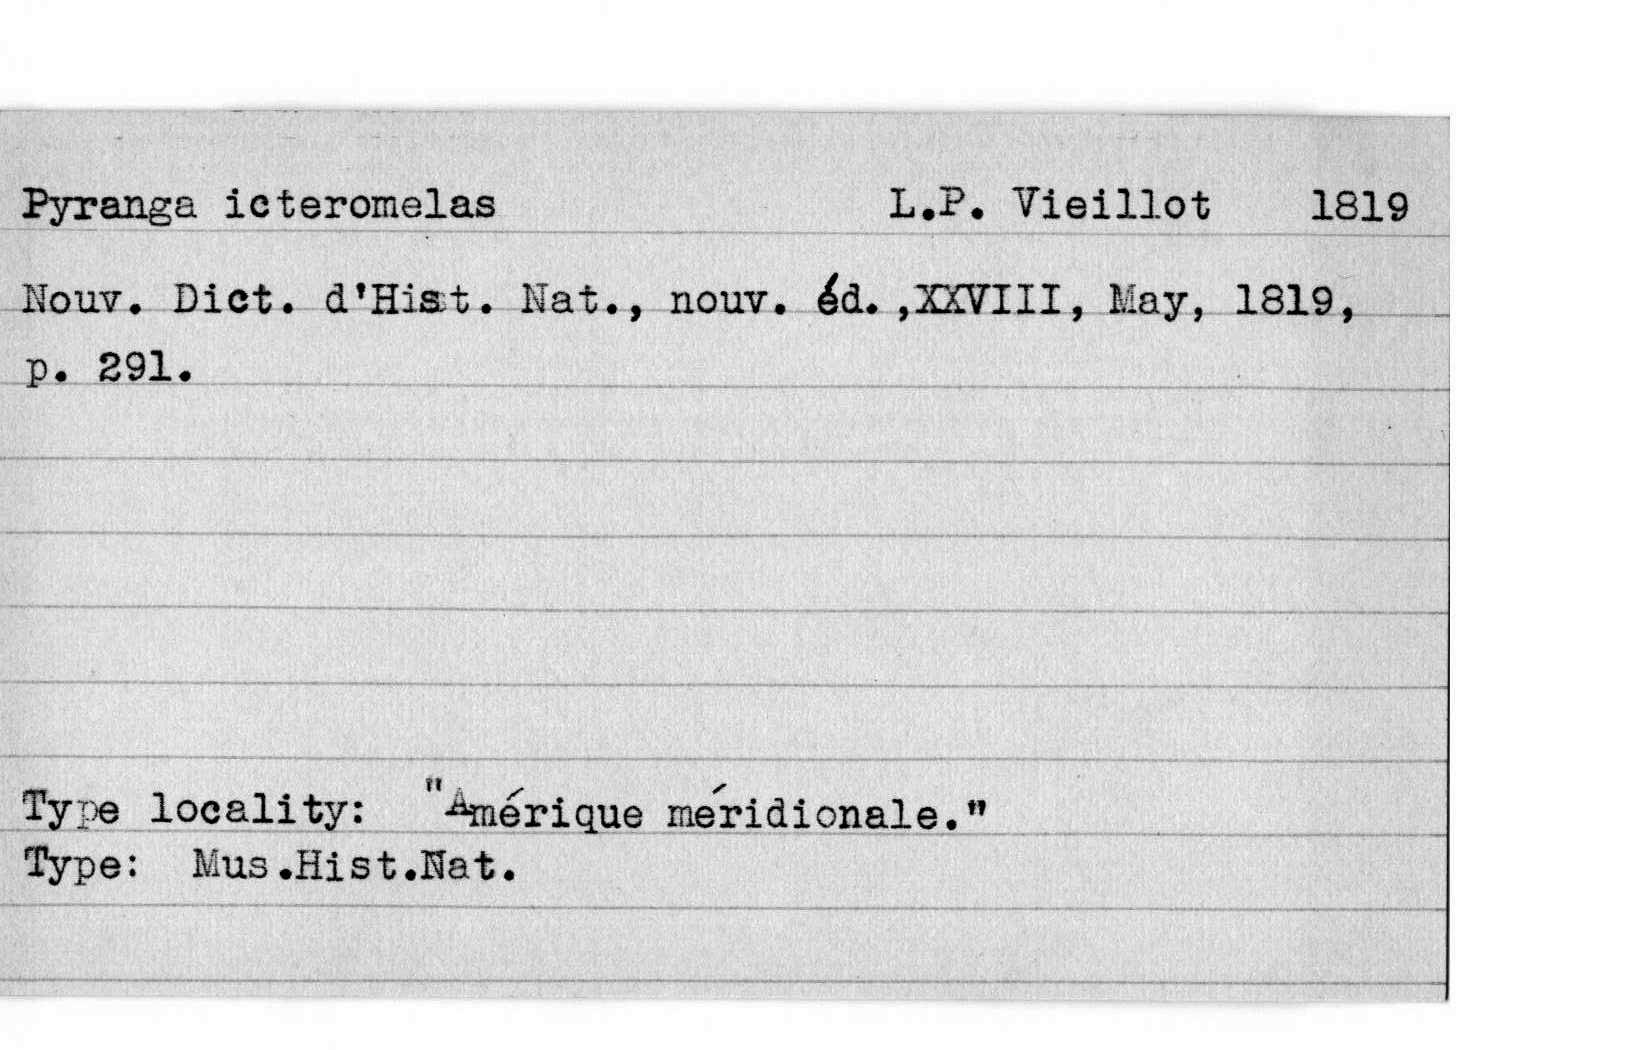 Pyranga icteromelas L.P. Vieillot 1819
Nouv. Dict. d'Hist. Nat., nouv. éd.,XXVIII, May, 1819,
p. 291.
Type locality: "Amérique méridionale."
Type: Mus.Hist.Nat.